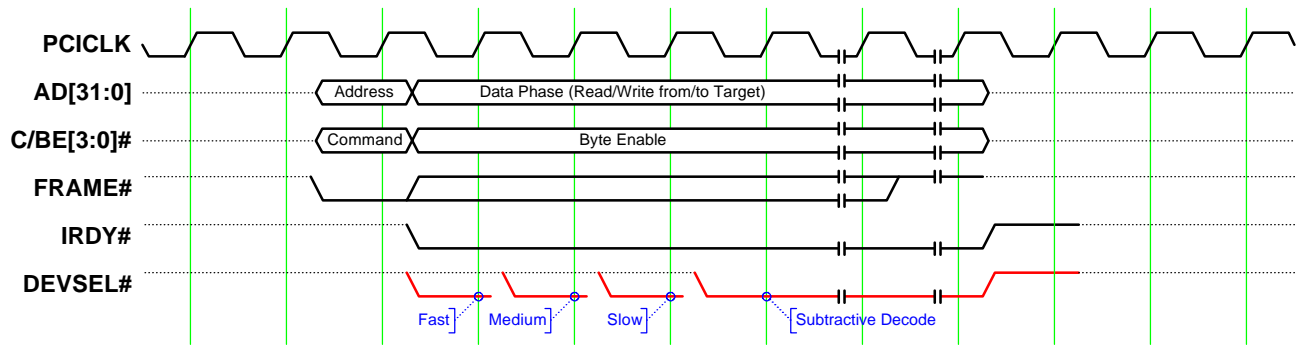 PCICLK
AD[31:0] Address Data Phase (Read/Write from/to Target)
C/BE[3:0]# Command Byte Enable
FRAME#
IRDY#
DEVSEL#
Fast Medium Slow Subtractive Decode